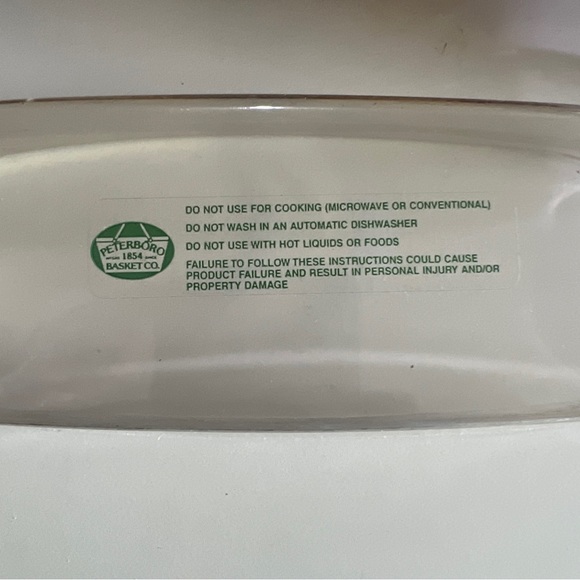 PETERBORO
1854
BASKET CO.
DO NOT USE FOR COOKING (MICROWAVE OR CONVENTIONAL)
DO NOT WASH IN AN AUTOMATIC DISHWASHER
DO NOT USE WITH HOT LIQUIDS OR FOODS
FAILURE TO FOLLOW THESE INSTRUCTIONS COULD CAUSE
PRODUCT FAILURE AND RESULT IN PERSONAL INJURY AND/OR
PROPERTY DAMAGE